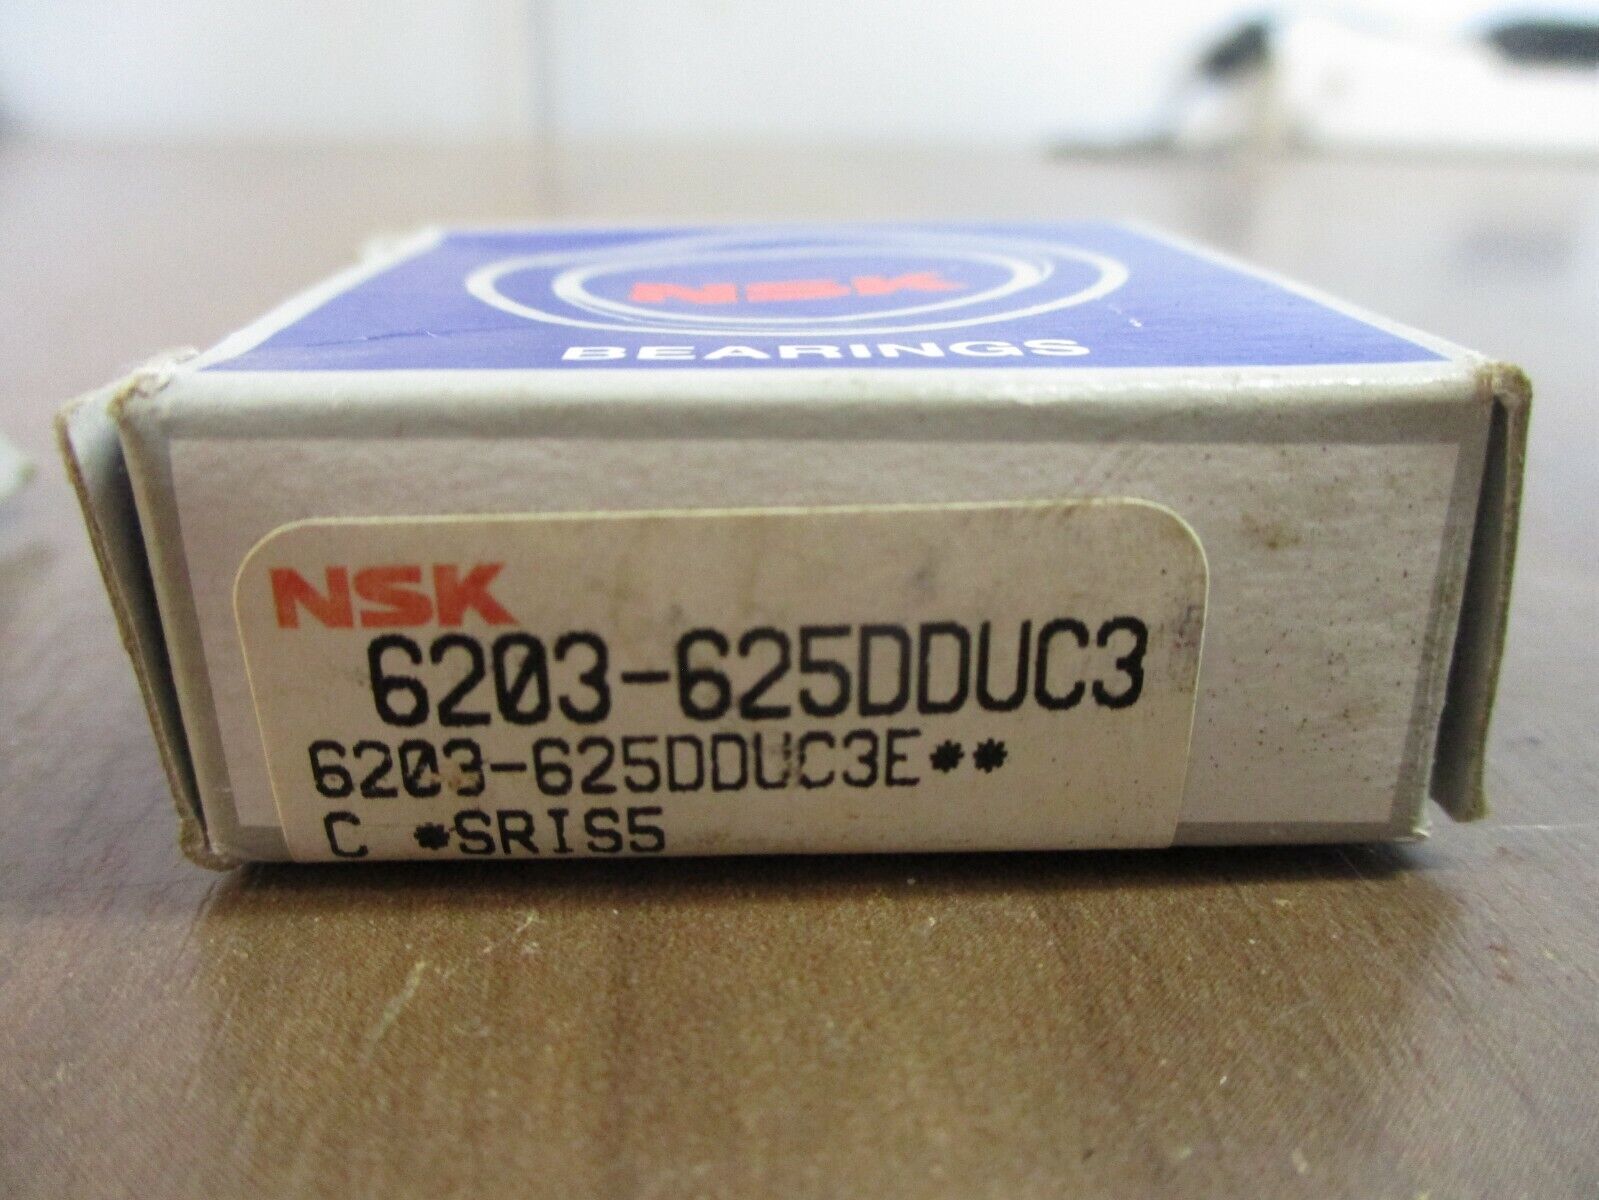 NSK
BEARINGS
NSK
6203-625DDUC3
6203-625DDUC3E**
C *SRIS5